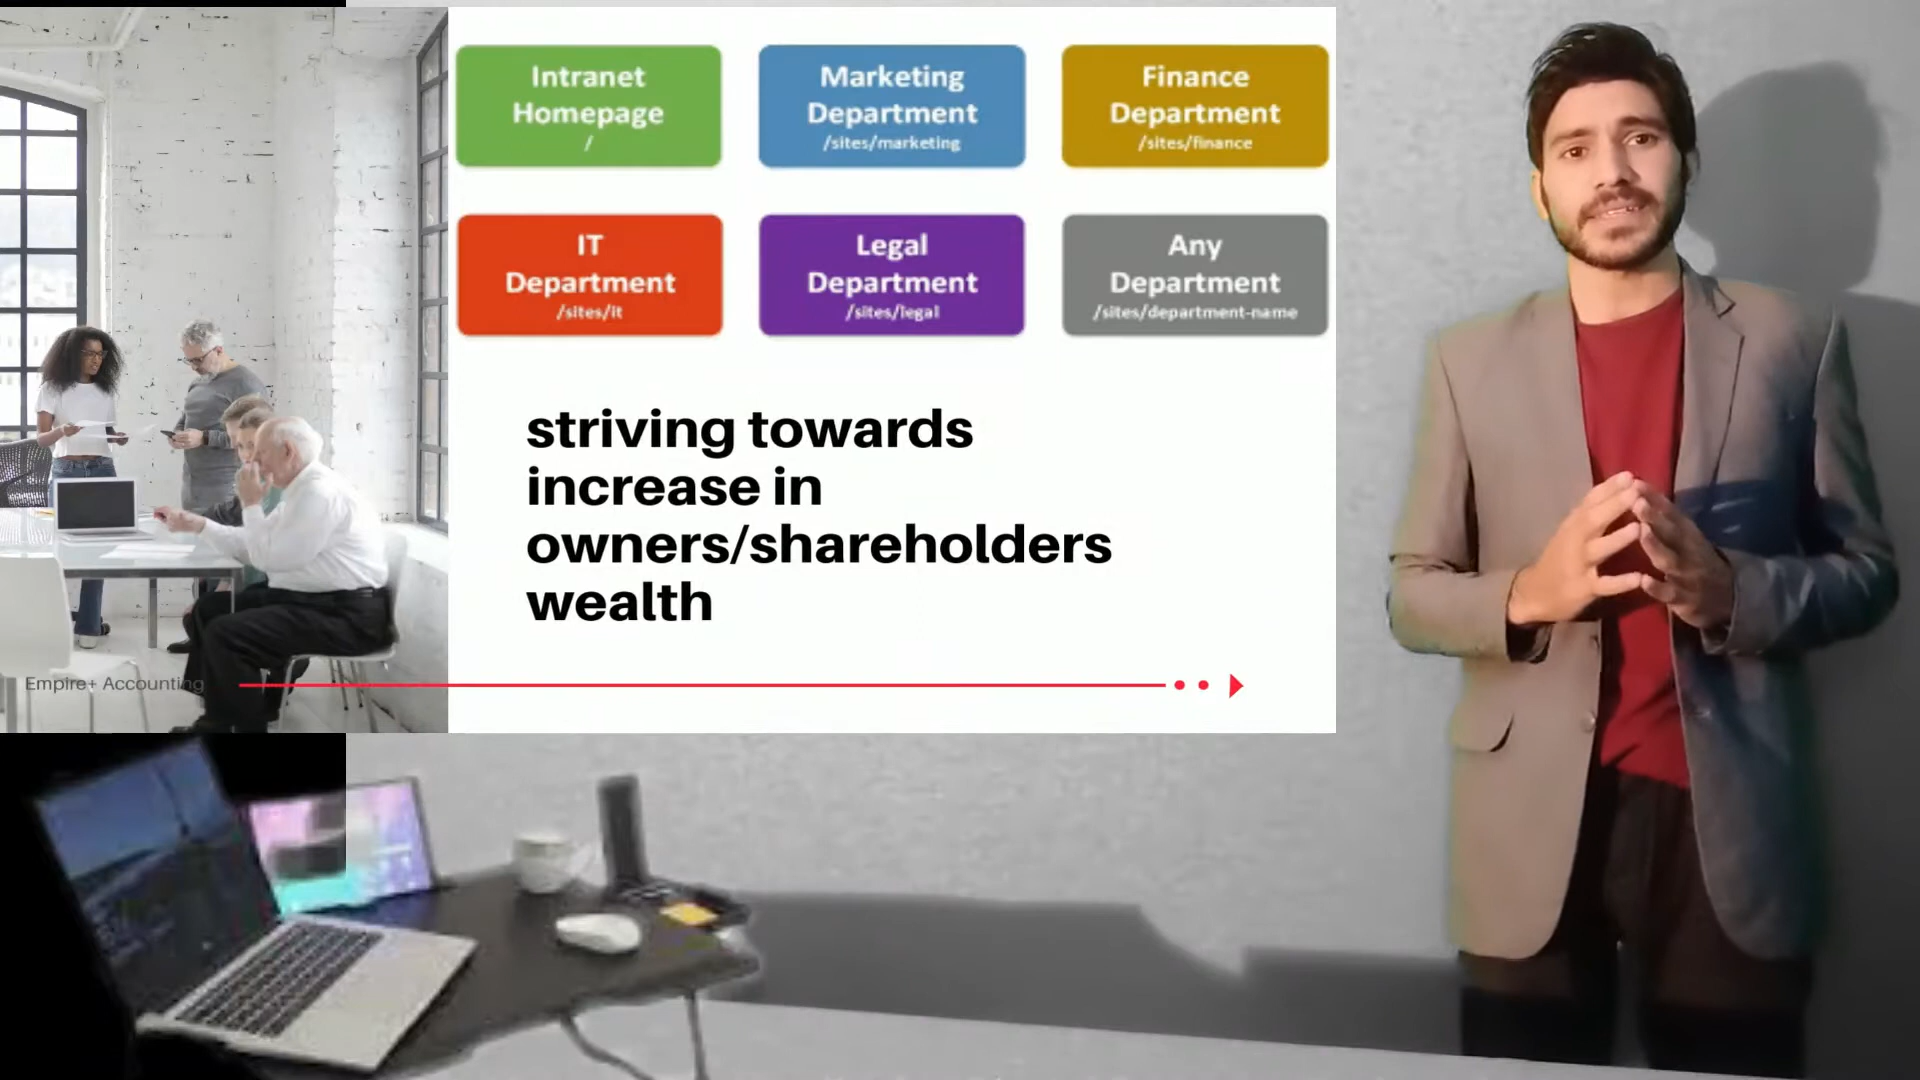 Intranet
Homepage
/
Marketing
Department
/sites/marketing
Finance
Department
/sites/finance
IT
Department
/sites/it
Legal
Department
/sites/legal
Any
Department
/sites/department-name
striving towards
increase in
owners/shareholders
wealth
Empire+ Accounting